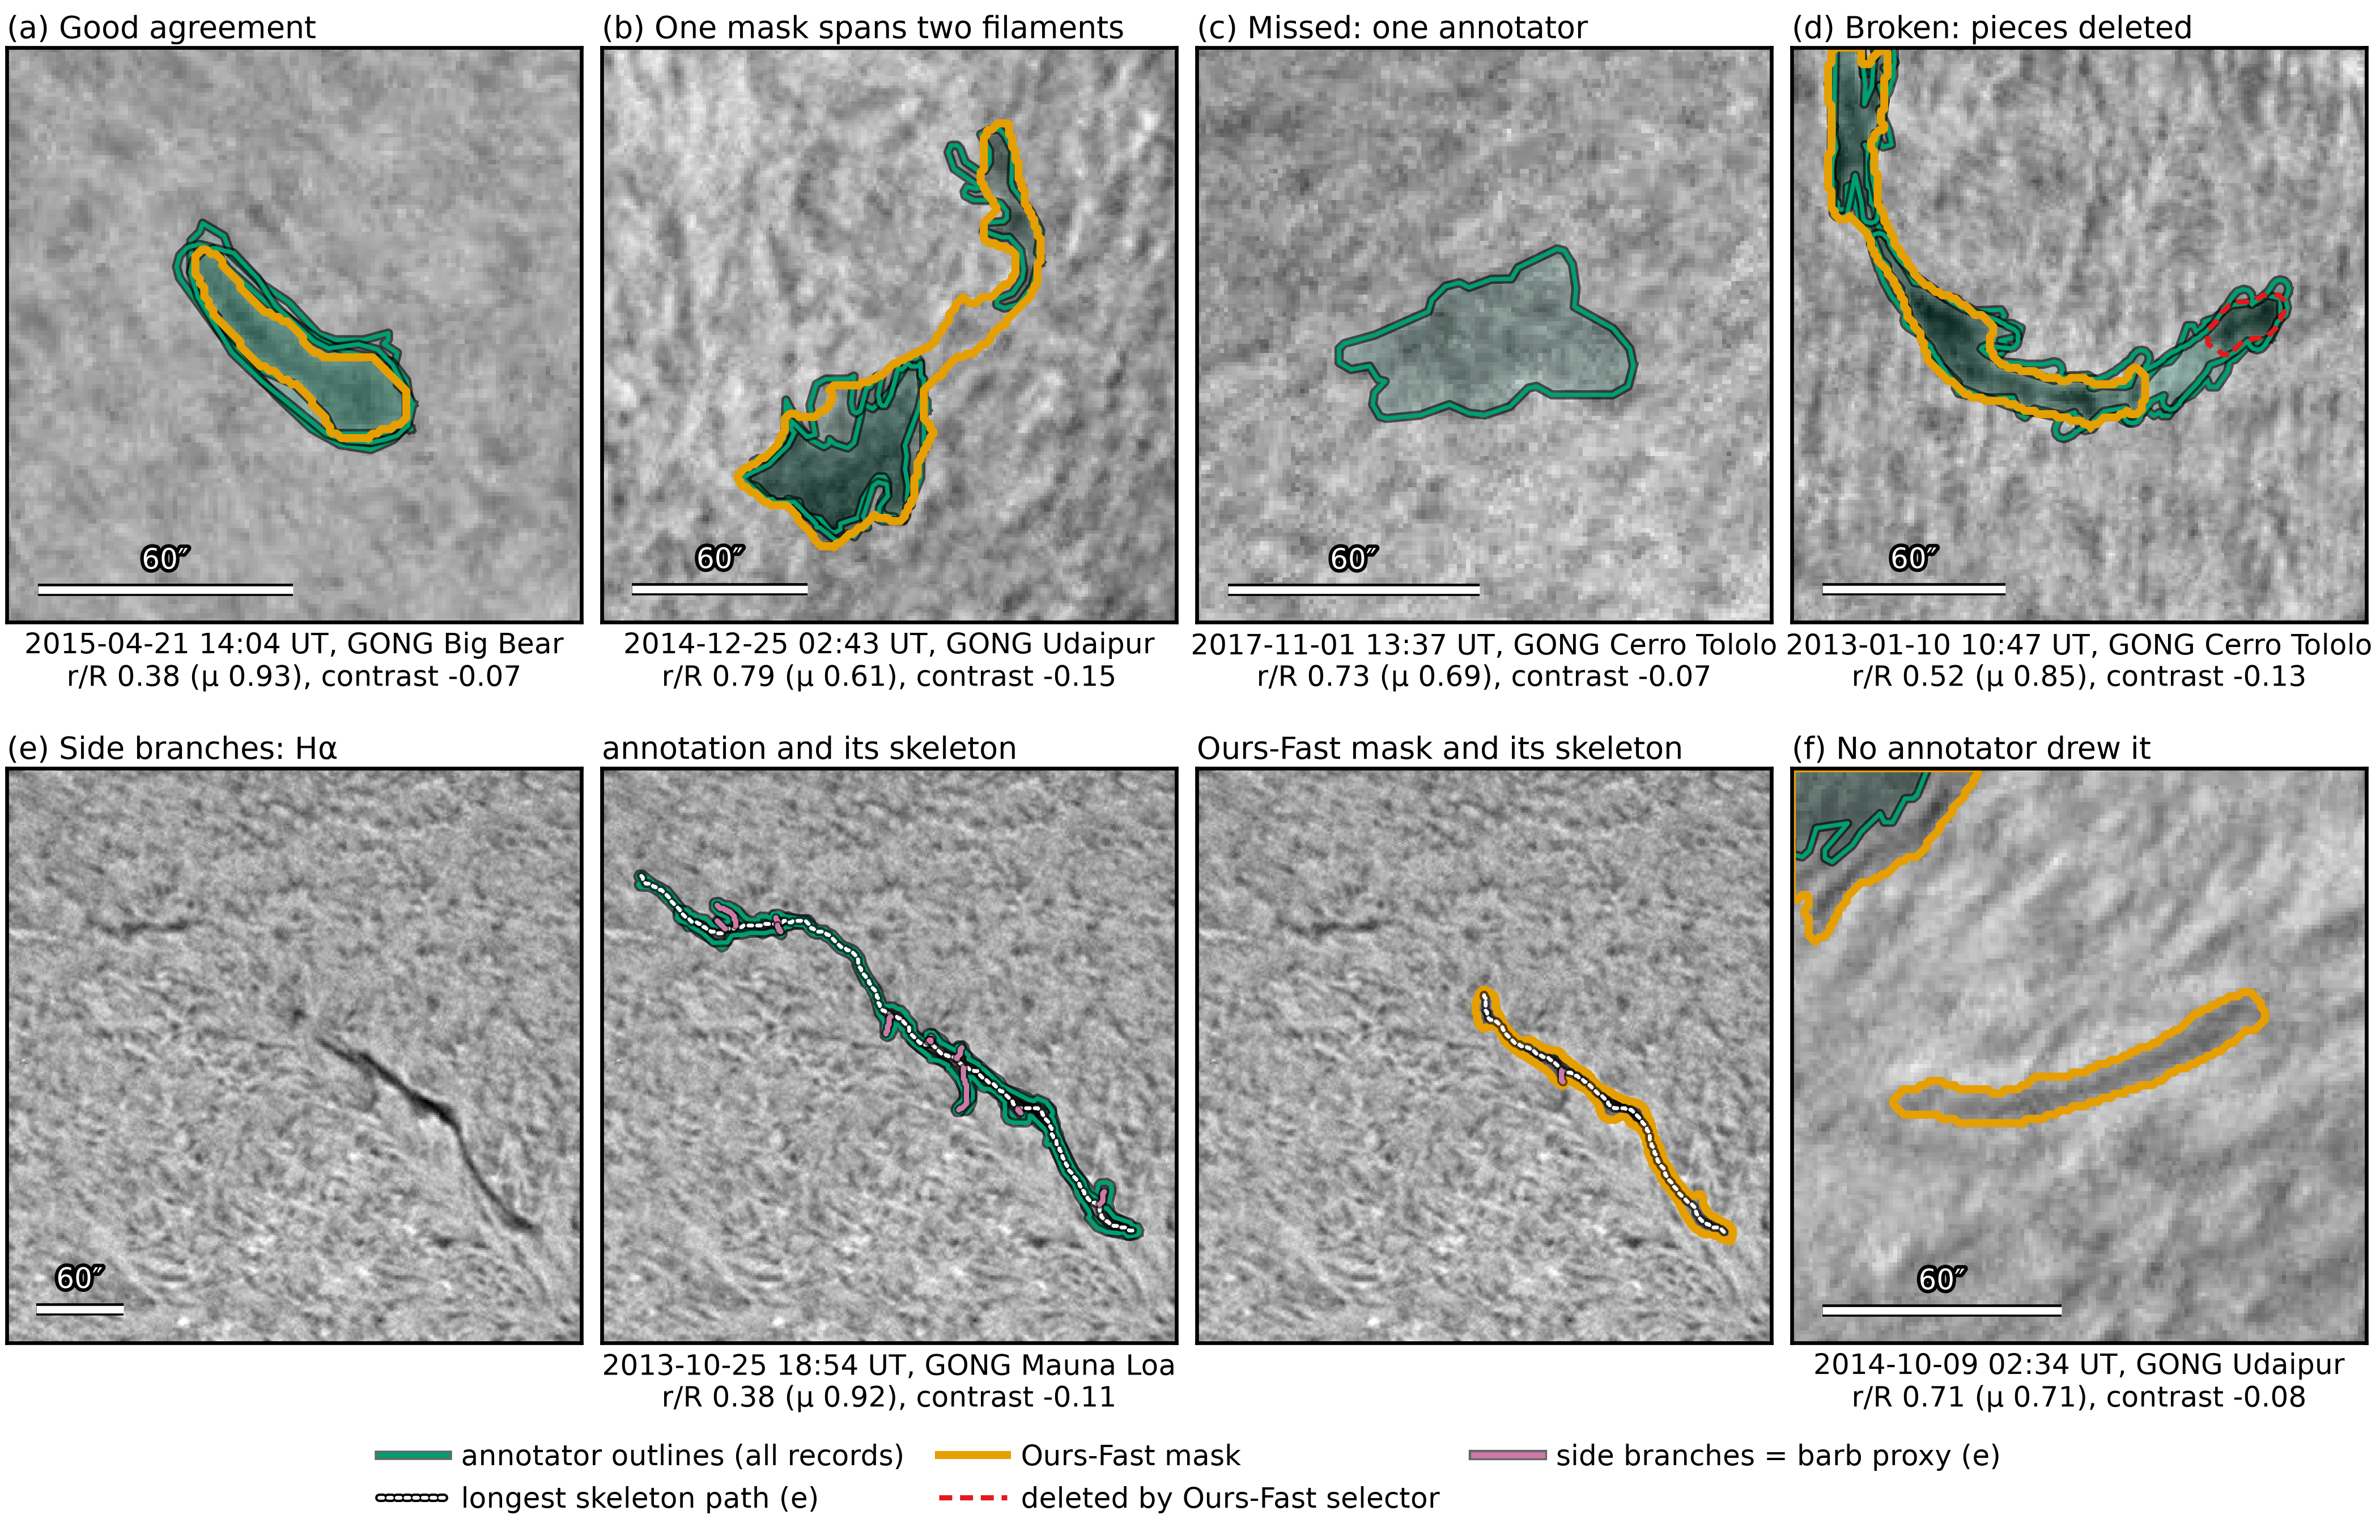 (a) Good agreement
(b) One mask spans two filaments
(c) Missed: one annotator
(d) Broken: pieces deleted
60″
60″
60″
60″
2015-04-21 14:04 UT, GONG Big Bear
r/R 0.38 (μ 0.93), contrast -0.07
2014-12-25 02:43 UT, GONG Udaipur
r/R 0.79 (μ 0.61), contrast -0.15
2017-11-01 13:37 UT, GONG Cerro Tololo
r/R 0.73 (μ 0.69), contrast -0.07
2013-01-10 10:47 UT, GONG Cerro Tololo
r/R 0.52 (μ 0.85), contrast -0.13
(e) Side branches: Hα
annotation and its skeleton
Ours-Fast mask and its skeleton
(f) No annotator drew it
60″
60″
2013-10-25 18:54 UT, GONG Mauna Loa
r/R 0.38 (μ 0.92), contrast -0.11
2014-10-09 02:34 UT, GONG Udaipur
r/R 0.71 (μ 0.71), contrast -0.08
annotator outlines (all records)
Ours-Fast mask
side branches = barb proxy (e)
longest skeleton path (e)
deleted by Ours-Fast selector